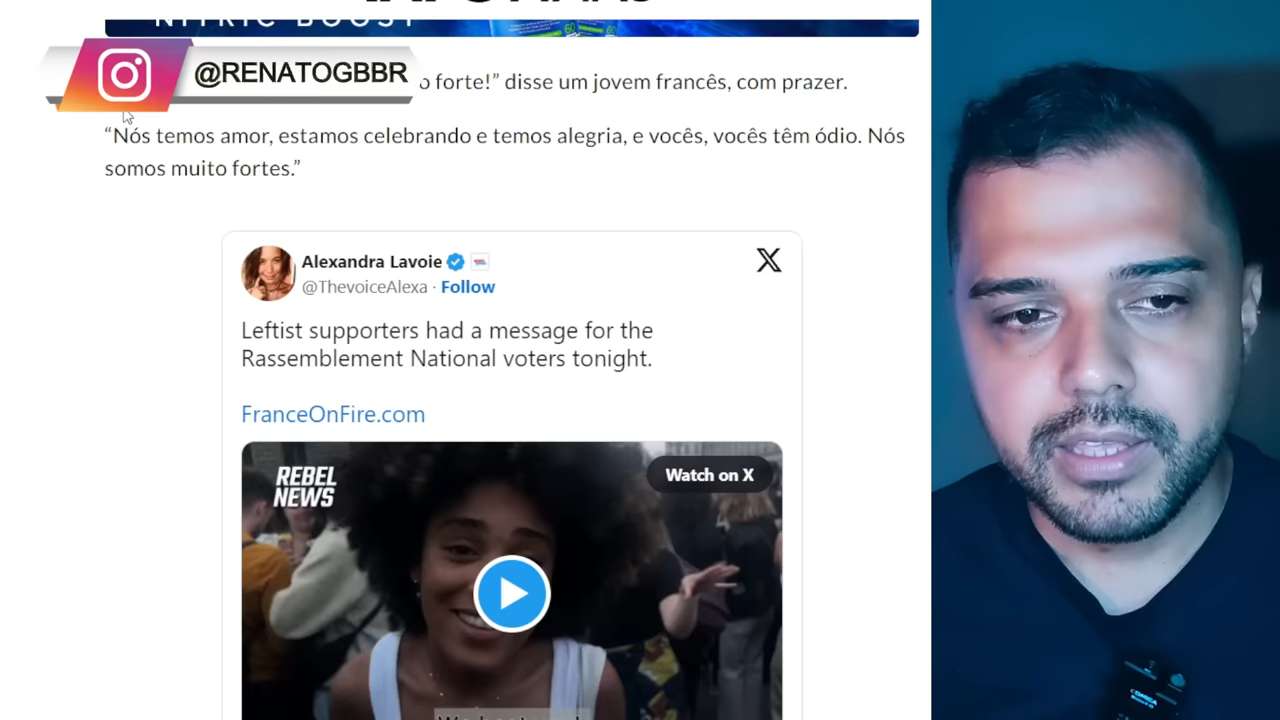 NITRIC BOOST
@RENATOGBBR
o forte!” disse um jovem francês, com prazer.
“Nós temos amor, estamos celebrando e temos alegria, e vocês, vocês têm ódio. Nós
somos muito fortes.”
Alexandra Lavoie
@ThevoiceAlexa · Follow
Leftist supporters had a message for the
Rassemblement National voters tonight.
FranceOnFire.com
REBEL
NEWS
Watch on X